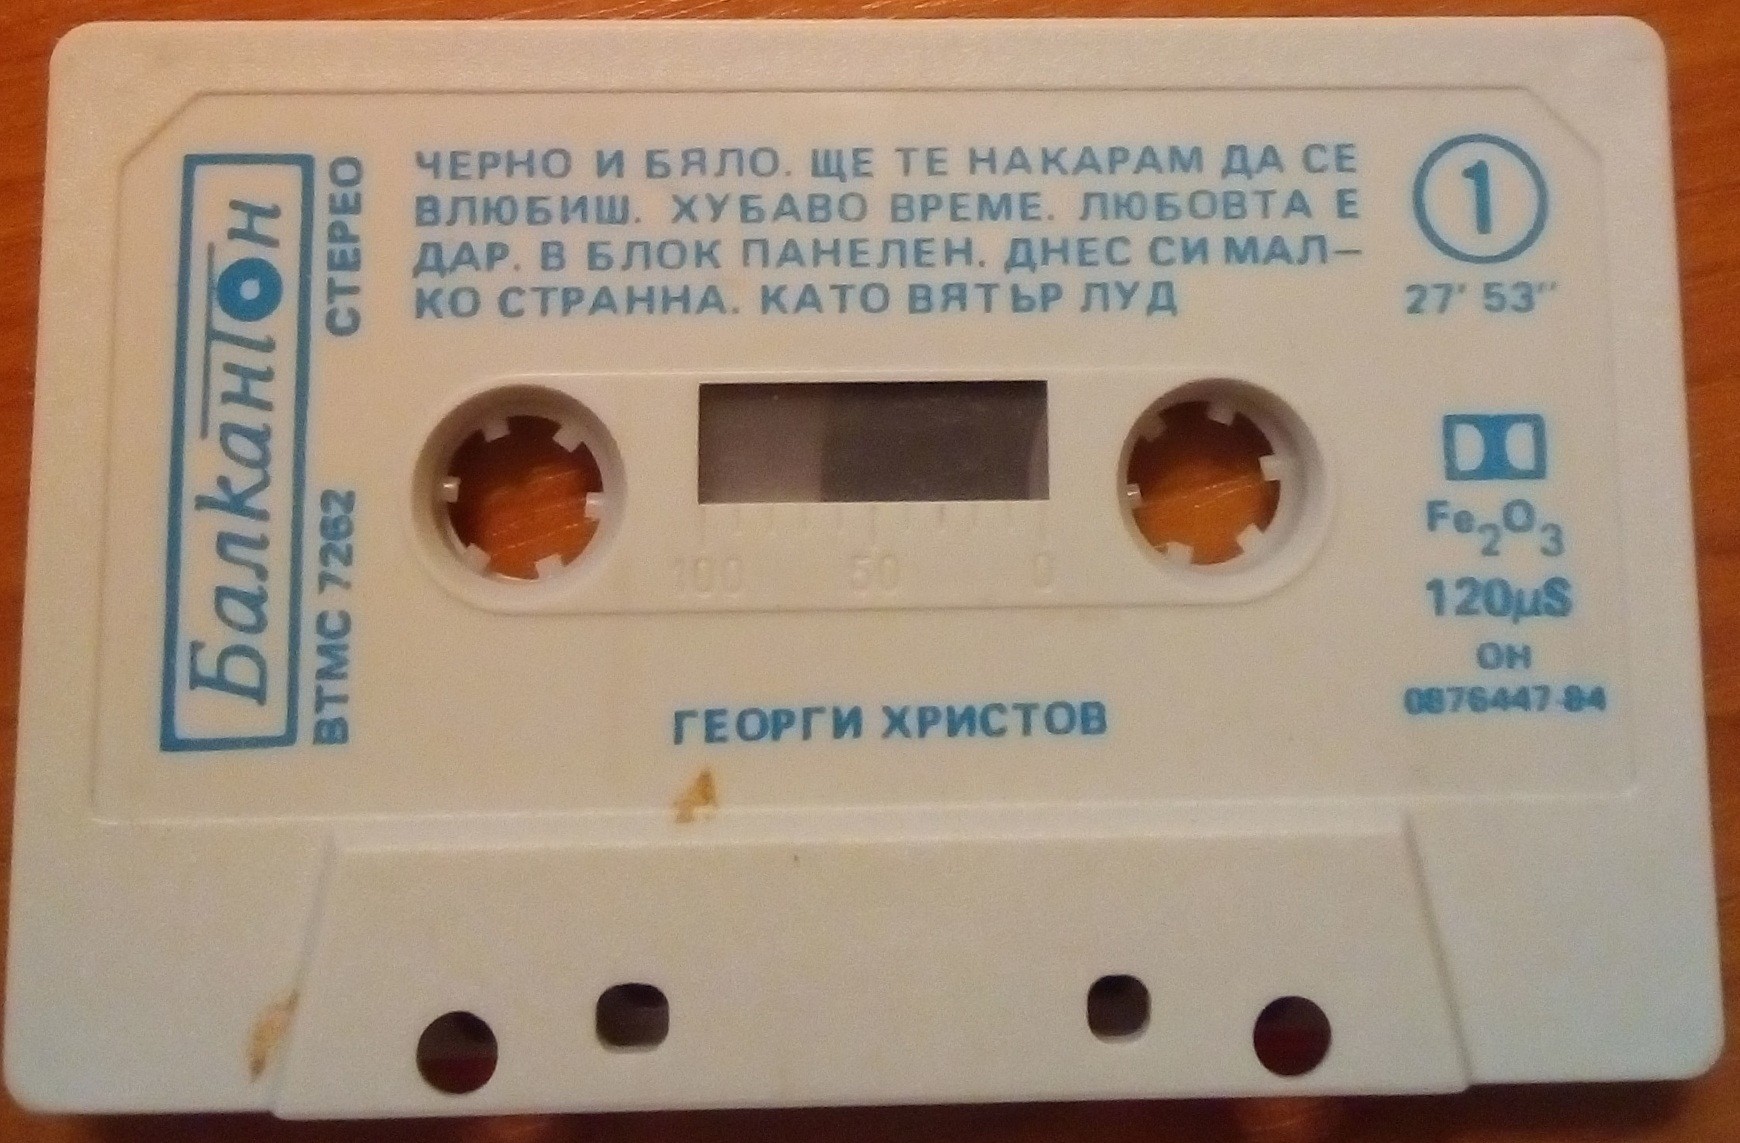 Балкантон
СТЕРЕО
ВТМС 7262
ЧЕРНО И БЯЛО. ЩЕ ТЕ НАКАРАМ ДА СЕ
ВЛЮБИШ. ХУБАВО ВРЕМЕ. ЛЮБОВТА Е
ДАР. В БЛОК ПАНЕЛЕН. ДНЕС СИ МАЛ–
КО СТРАННА. КАТО ВЯТЪР ЛУД
1
27' 53''
Fe2O3
120µS
ОН
0876447-84
100 50 0
ГЕОРГИ ХРИСТОВ